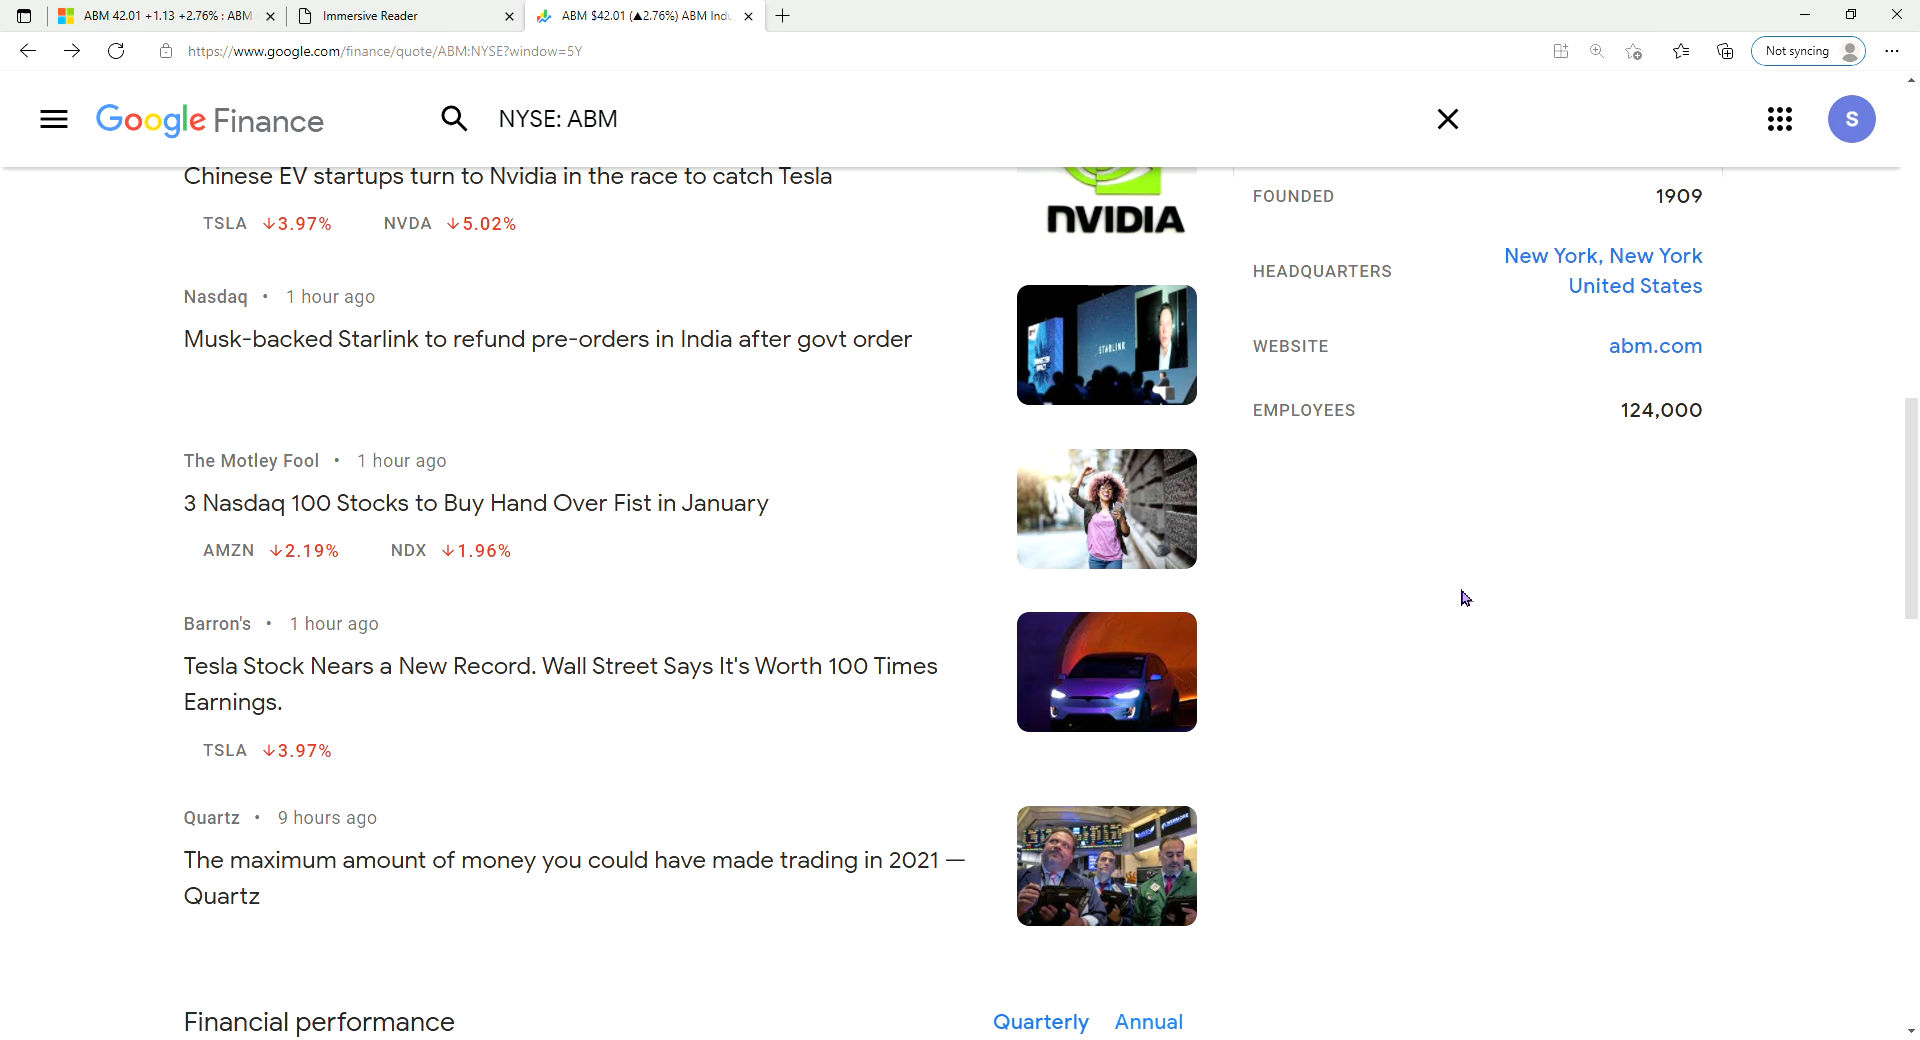 ABM 42.01 +1.13 +2.76% : ABM
Immersive Reader
ABM $42.01 (▲2.76%) ABM Indu
https://www.google.com/finance/quote/ABM:NYSE?window=5Y
Not syncing
Google Finance
NYSE: ABM
S
Chinese EV startups turn to Nvidia in the race to catch Tesla
TSLA ↓3.97% NVDA ↓5.02%
NVIDIA
Nasdaq • 1 hour ago
Musk-backed Starlink to refund pre-orders in India after govt order
STARLINK
The Motley Fool • 1 hour ago
3 Nasdaq 100 Stocks to Buy Hand Over Fist in January
AMZN ↓2.19% NDX ↓1.96%
Barron's • 1 hour ago
Tesla Stock Nears a New Record. Wall Street Says It's Worth 100 Times
Earnings.
TSLA ↓3.97%
Quartz • 9 hours ago
The maximum amount of money you could have made trading in 2021 —
Quartz
FOUNDED 1909
HEADQUARTERS New York, New York
United States
WEBSITE abm.com
EMPLOYEES 124,000
Financial performance
Quarterly Annual